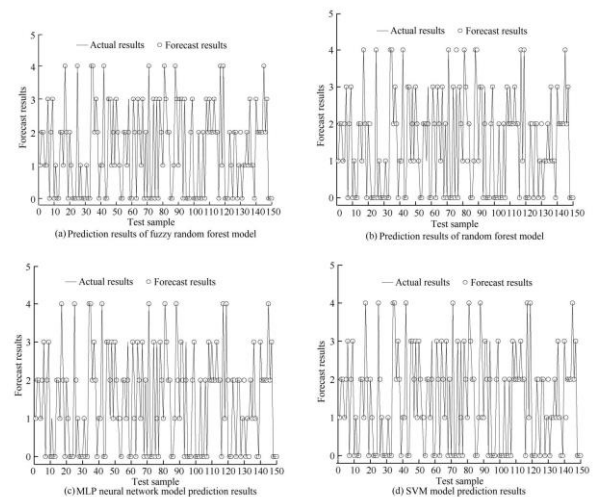 5
Actual results
Forecast results
4
3
2
1
0
Forecast results
0 10 20 30 40 50 60 70 80 90 100 110 120 130 140 150
Test sample
(a) Prediction results of fuzzy random forest model
5
Actual results
Forecast results
4
3
2
1
0
Forecast results
0 10 20 30 40 50 60 70 80 90 100 110 120 130 140 150
Test sample
(b) Prediction results of random forest model
5
Actual results
Forecast results
4
3
2
1
0
Forecast results
0 10 20 30 40 50 60 70 80 90 100 110 120 130 140 150
Test sample
(c) MLP neural network model prediction results
5
Actual results
Forecast results
4
3
2
1
0
Forecast results
0 10 20 30 40 50 60 70 80 90 100 110 120 130 140 150
Test sample
(d) SVM model prediction results